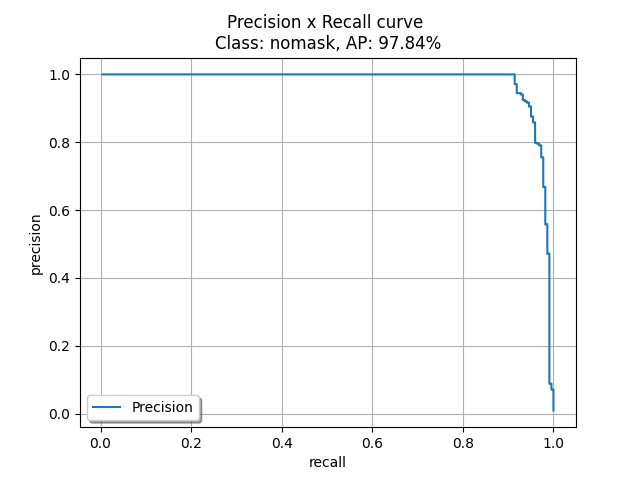 Precision x Recall curve
Class: nomask, AP: 97.84%
1.0
0.8
0.6
0.4
0.2
0.0
precision
Precision
0.0 0.2 0.4 0.6 0.8 1.0
recall